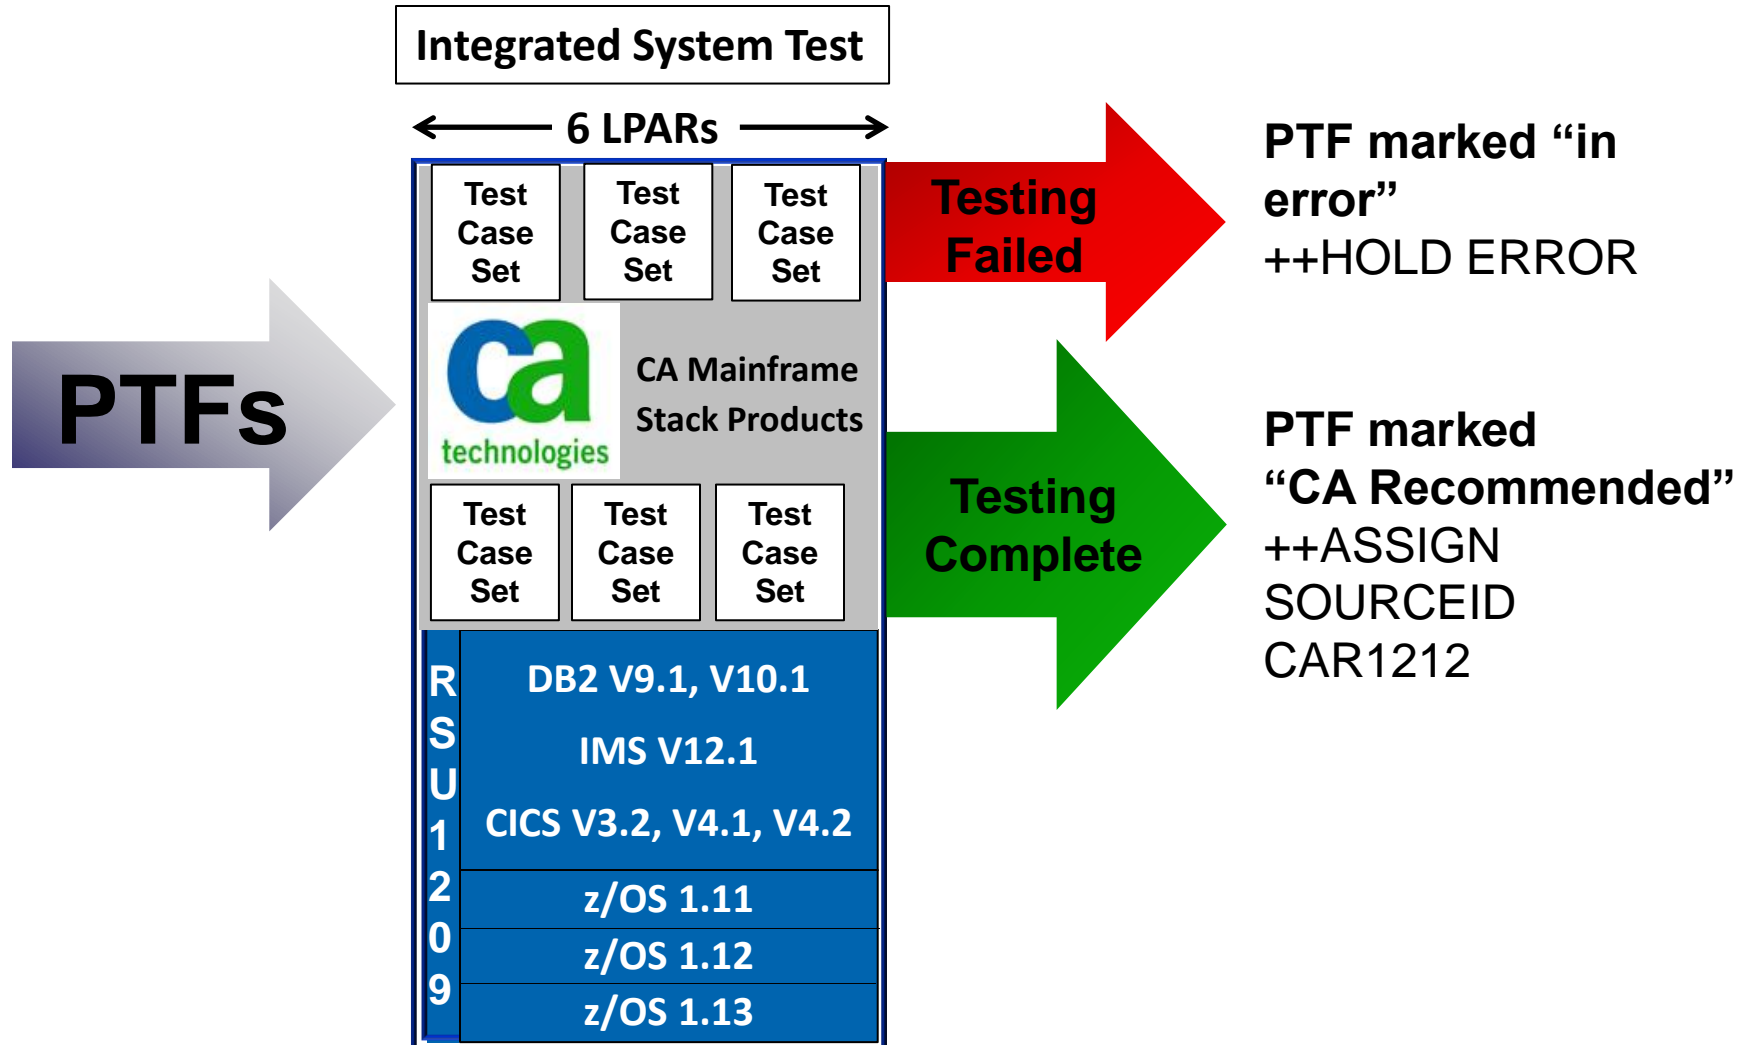 Integrated System Test
6 LPARs
Test
Case
Set
Test
Case
Set
Test
Case
Set
PTFs
ca
technologies
CA Mainframe
Stack Products
Test
Case
Set
Test
Case
Set
Test
Case
Set
RSU1209
DB2 V9.1, V10.1
IMS V12.1
CICS V3.2, V4.1, V4.2
z/OS 1.11
z/OS 1.12
z/OS 1.13
Testing
Failed
PTF marked “in
error”
++HOLD ERROR
Testing
Complete
PTF marked
“CA Recommended”
++ASSIGN
SOURCEID
CAR1212